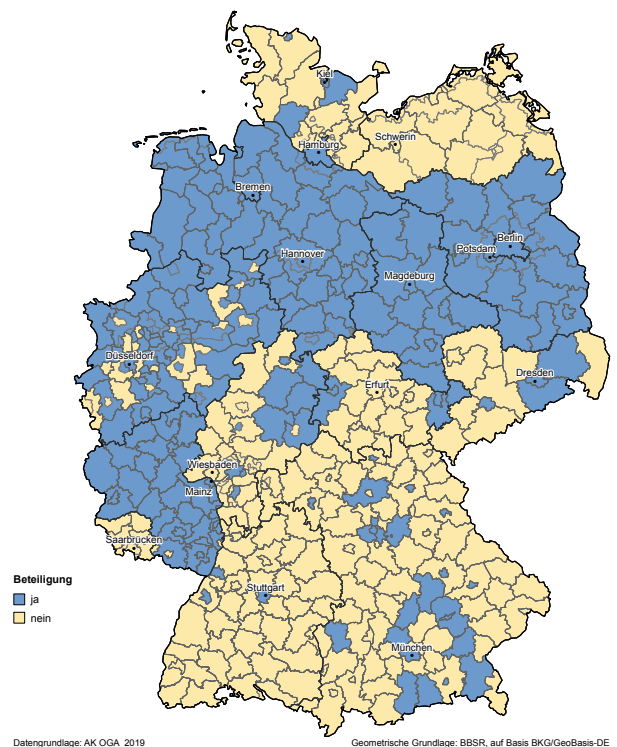 Kiel
Schwerin
Hamburg
Bremen
Berlin
Potsdam
Hannover
Magdeburg
Düsseldorf
Dresden
Erfurt
Wiesbaden
Mainz
Saarbrücken
Beteiligung
ja
Stuttgart
nein
München
Datengrundlage: AK OGA 2019
Geometrische Grundlage: BBSR, auf Basis BKG/GeoBasis-DE